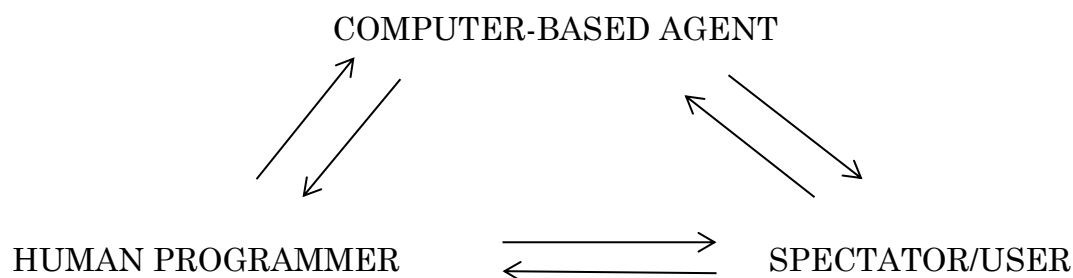 COMPUTER-BASED AGENT
HUMAN PROGRAMMER
SPECTATOR/USER